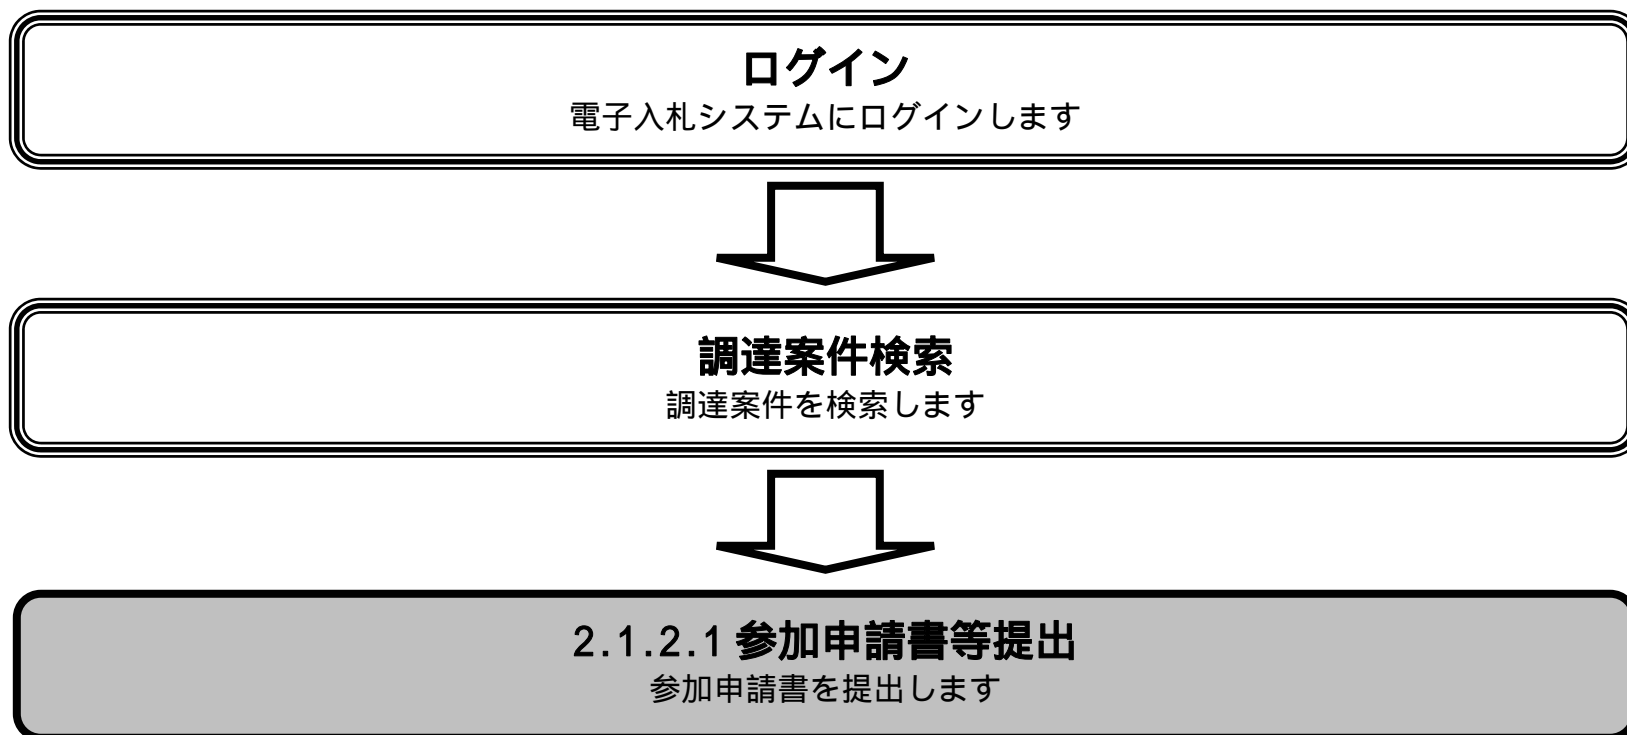 ログイン
電子入札システムにログインします
調達案件検索
調達案件を検索します
2.1.2.1 参加申請書等提出
参加申請書を提出します